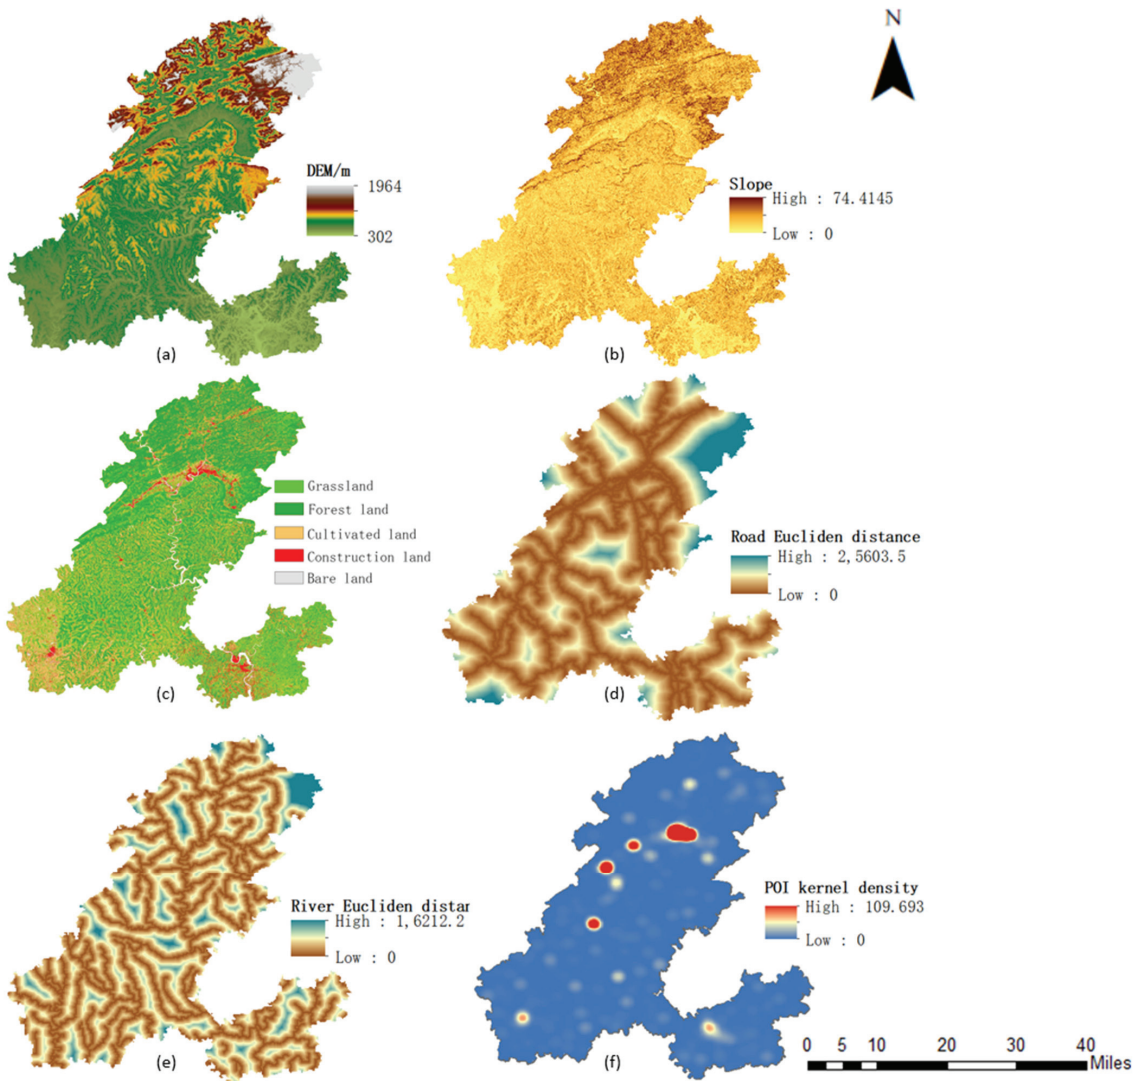 N
DEM/m
1964
302
(a)
Slope
High : 74.4145
Low : 0
(b)
Grassland
Forest land
Cultivated land
Construction land
Bare land
(c)
Road Eucliden distance
High : 2,5603.5
Low : 0
(d)
River Eucliden distan
High : 1,6212.2
Low : 0
(e)
POI kernel density
High : 109.693
Low : 0
(f)
0 5 10 20 30 40
Miles